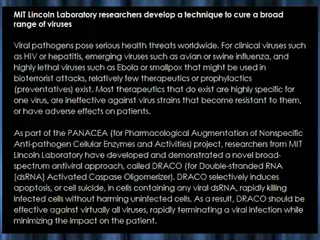 MIT Lincoln Laboratory researchers develop a technique to cure a broad
range of viruses
Viral pathogens pose serious health threats worldwide. For clinical viruses such
as HIV or hepatitis, emerging viruses such as avian or swine influenza, and
highly lethal viruses such as Ebola or smallpox that might be used in
bioterrorist attacks, relatively few therapeutics or prophylactics
(preventatives) exist. Most therapeutics that do exist are highly specific for
one virus, are ineffective against virus strains that become resistant to them,
or have adverse effects on patients.
As part of the PANACEA (for Pharmacological Augmentation of Nonspecific
Anti-pathogen Cellular Enzymes and Activities) project, researchers from MIT
Lincoln Laboratory have developed and demonstrated a novel broad-
spectrum antiviral approach, called DRACO (for Double-stranded RNA
[dsRNA] Activated Caspase Oligomerizer). DRACO selectively induces
apoptosis, or cell suicide, in cells containing any viral dsRNA, rapidly killing
infected cells without harming uninfected cells. As a result, DRACO should be
effective against virtually all viruses, rapidly terminating a viral infection while
minimizing the impact on the patient.